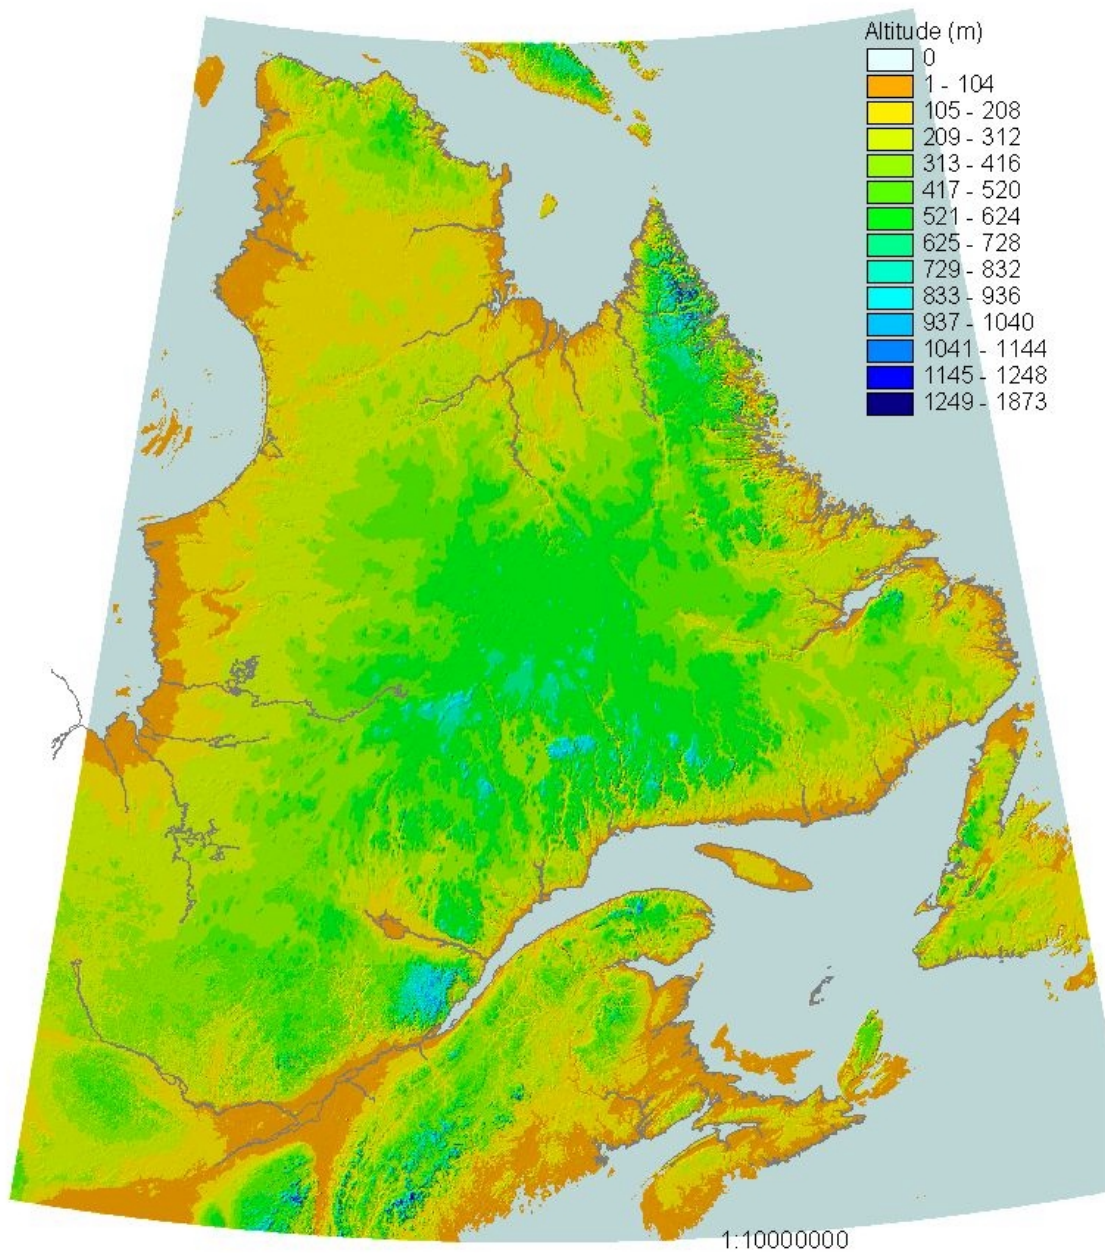 Altitude (m)
0
1 - 104
105 - 208
209 - 312
313 - 416
417 - 520
521 - 624
625 - 728
729 - 832
833 - 936
937 - 1040
1041 - 1144
1145 - 1248
1249 - 1873
1:10000000